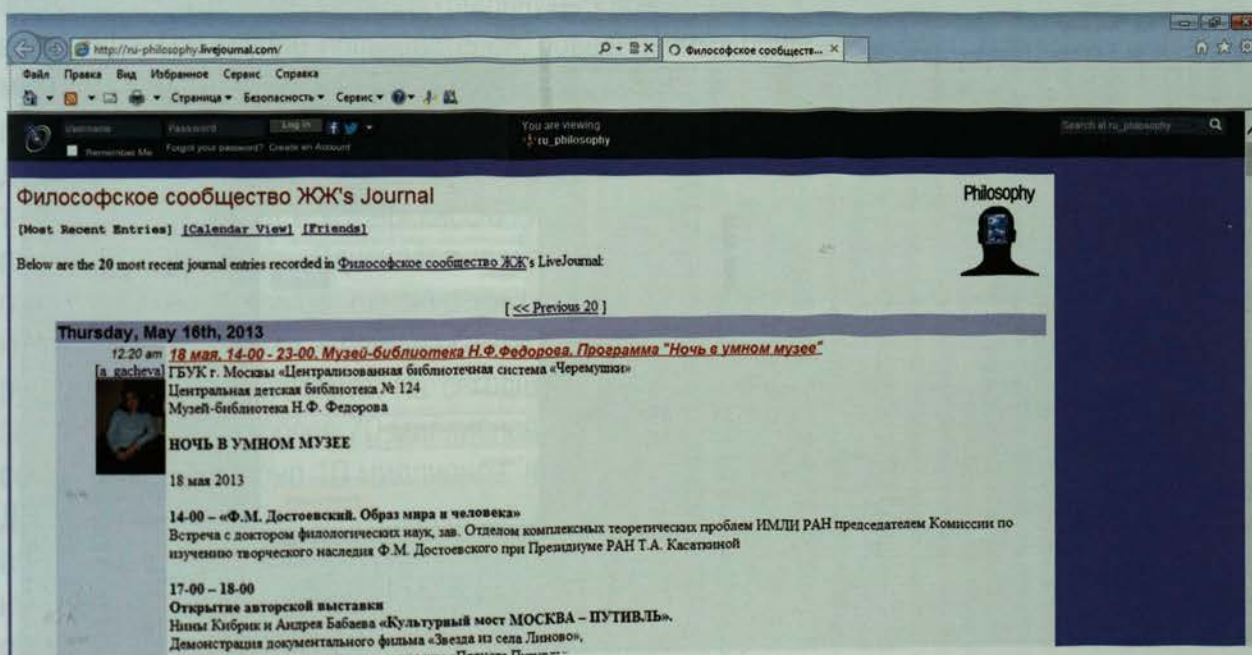 http://ru-philosophy.livejournal.com/
Философское сообществ... ×
Файл Правка Вид Избранное Сервис Справка
Страница Безопасность Сервис
Username Password Log in You are viewing Search at ru_philosophy
Remember Me Forgot your password? Create an Account ru_philosophy
Философское сообщество ЖЖ's Journal
Philosophy
[Most Recent Entries] [Calendar View] [Friends]
Below are the 20 most recent journal entries recorded in Философское сообщество ЖЖ's LiveJournal:
[ << Previous 20 ]
Thursday, May 16th, 2013
12:20 am 18 мая, 14-00 - 23-00. Музей-библиотека Н.Ф.Федорова. Программа "Ночь в умном музее"
[a_gacheva] ГБУК г. Москвы «Централизованная библиотечная система «Черемушки»
Центральная детская библиотека № 124
Музей-библиотека Н.Ф. Федорова
НОЧЬ В УМНОМ МУЗЕЕ
18 мая 2013
14-00 – «Ф.М. Достоевский. Образ мира и человека»
Встреча с доктором филологических наук, зав. Отделом комплексных теоретических проблем ИМЛИ РАН председателем Комиссии по
изучению творческого наследия Ф.М. Достоевского при Президиуме РАН Т.А. Касаткиной
17-00 – 18-00
Открытие авторской выставки
Нины Кибрик и Андрея Бабаева «Культурный мост МОСКВА – ПУТИВЛЬ».
Демонстрация документального фильма «Звезда из села Линово»,